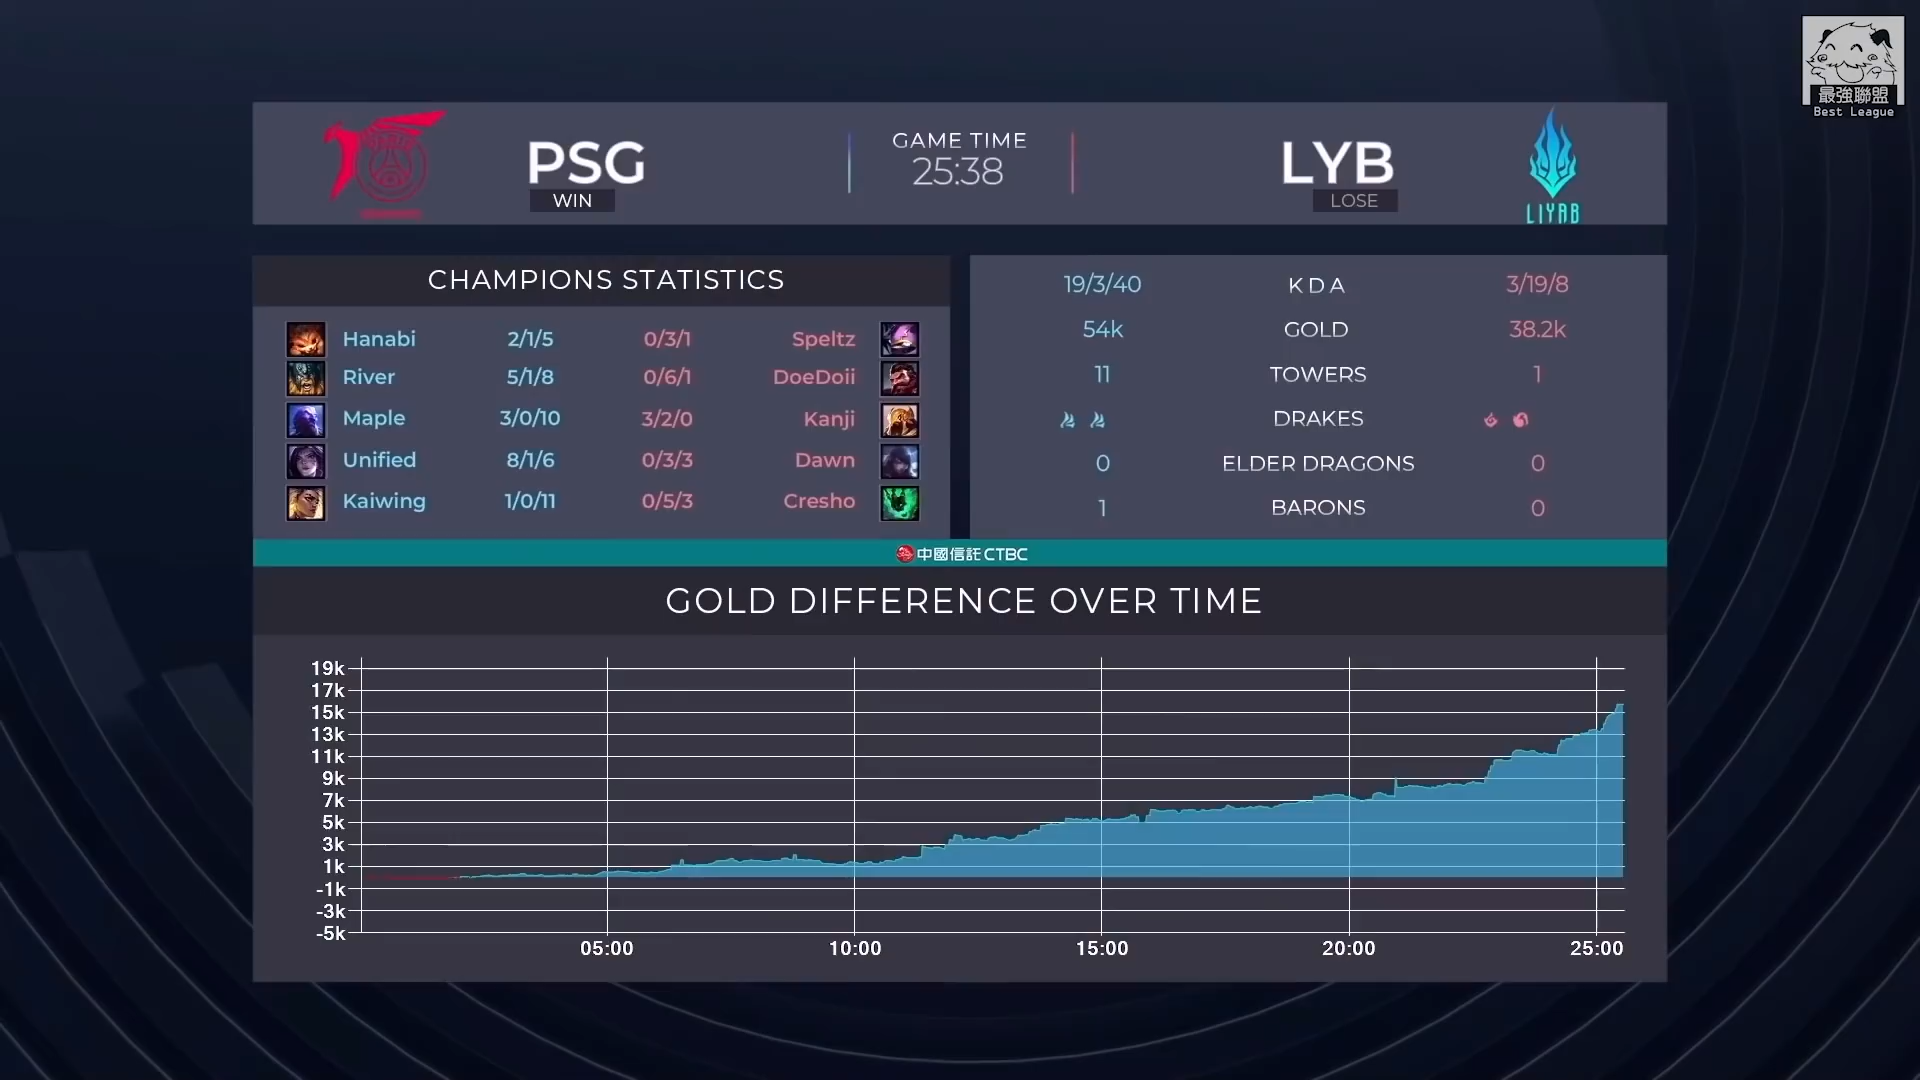 最強聯盟
Best League
PSG
WIN
GAME TIME
25:38
LYB
LOSE
LIYAB
CHAMPIONS STATISTICS
Hanabi 2/1/5 0/3/1 Speltz
River 5/1/8 0/6/1 DoeDoii
Maple 3/0/10 3/2/0 Kanji
Unified 8/1/6 0/3/3 Dawn
Kaiwing 1/0/11 0/5/3 Cresho
19/3/40 KDA 3/19/8
54k GOLD 38.2k
11 TOWERS 1
DRAKES
0 ELDER DRAGONS 0
1 BARONS 0
中國信託 CTBC
GOLD DIFFERENCE OVER TIME
19k
17k
15k
13k
11k
9k
7k
5k
3k
1k
-1k
-3k
-5k
05:00 10:00 15:00 20:00 25:00